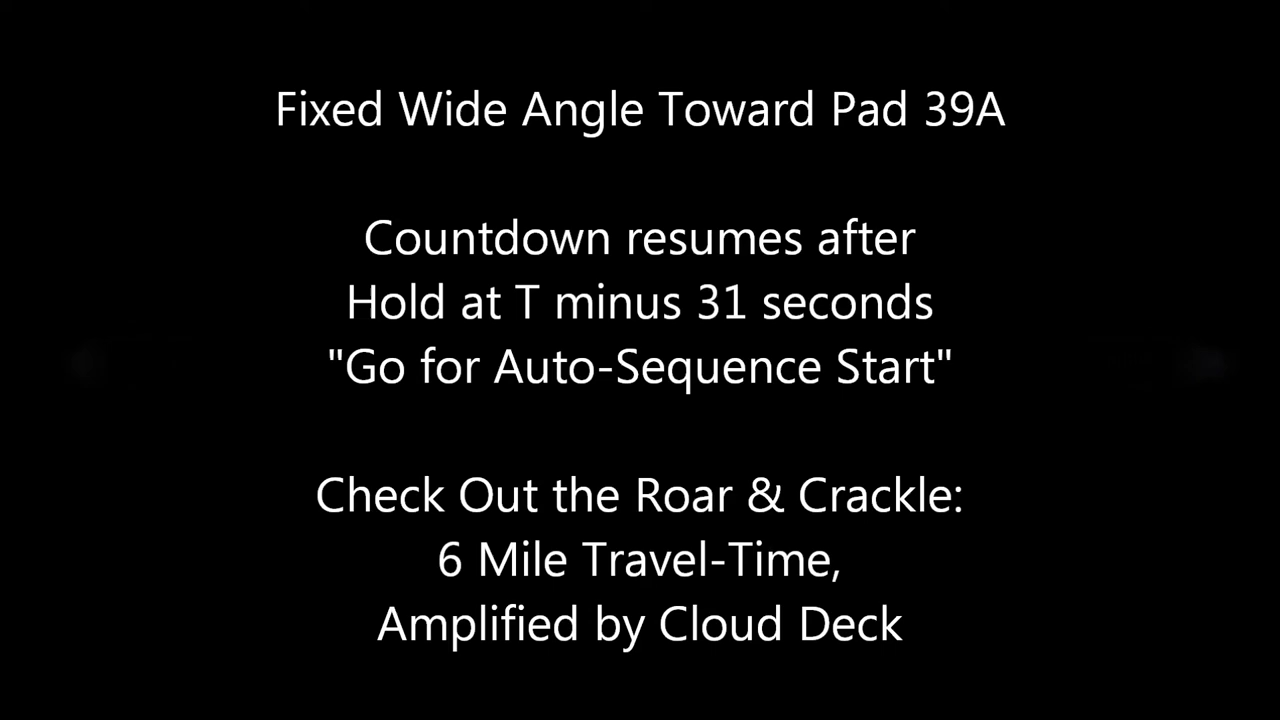 Fixed Wide Angle Toward Pad 39A
Countdown resumes after
Hold at T minus 31 seconds
"Go for Auto-Sequence Start"
Check Out the Roar & Crackle:
6 Mile Travel-Time,
Amplified by Cloud Deck